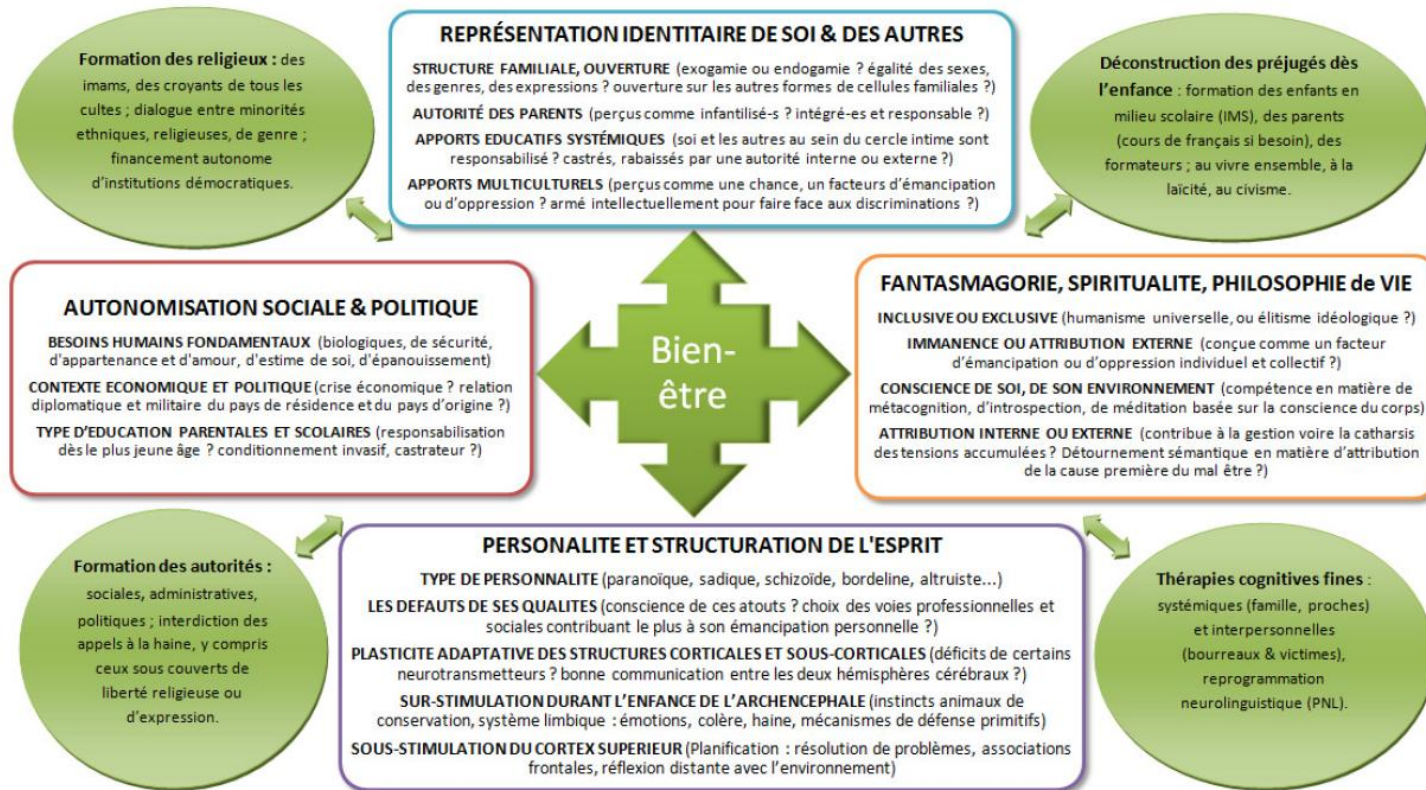 Formation des religieux : des
imams, des croyants de tous les
cultes ; dialogue entre minorités
ethniques, religieuses, de genre ;
financement autonome
d'institutions démocratiques.
REPRÉSENTATION IDENTITAIRE DE SOI & DES AUTRES
STRUCTURE FAMILIALE, OUVERTURE (exogamie ou endogamie ? égalité des sexes,
des genres, des expressions ? ouverture sur les autres formes de cellules familiales ?)
AUTORITÉ DES PARENTS (perçus comme infantilisé-s ? intégré-es et responsable ?)
APPORTS EDUCATIFS SYSTÉMIQUES (soi et les autres au sein du cercle intime sont
responsabilisé ? castrés, rabaissés par une autorité interne ou externe ?)
APPORTS MULTICULTURELS (perçus comme une chance, un facteurs d'émancipation
ou d'oppression ? armé intellectuellement pour faire face aux discriminations ?)
Déconstruction des préjugés dès
l'enfance : formation des enfants en
milieu scolaire (IMS), des parents
(cours de français si besoin), des
formateurs ; au vivre ensemble, à la
laïcité, au civisme.
AUTONOMISATION SOCIALE & POLITIQUE
BESOINS HUMAINS FONDAMENTAUX (biologiques, de sécurité,
d'appartenance et d'amour, d'estime de soi, d'épanouissement)
CONTEXTE ECONOMIQUE ET POLITIQUE (crise économique ? relation
diplomatique et militaire du pays de résidence et du pays d'origine ?)
TYPE D'EDUCATION PARENTALES ET SCOLAIRES (responsabilisation
dès le plus jeune âge ? conditionnement invasif, castrateur ?)
Bien-
être
FANTASMAGORIE, SPIRITUALITE, PHILOSOPHIE de VIE
INCLUSIVE OU EXCLUSIVE (humanisme universelle, ou élitisme idéologique ?)
IMMANENCE OU ATTRIBUTION EXTERNE (conçue comme un facteur
d'émancipation ou d'oppression individuel et collectif ?)
CONSCIENCE DE SOI, DE SON ENVIRONNEMENT (compétence en matière de
métacognition, d'introspection, de méditation basée sur la conscience du corps)
ATTRIBUTION INTERNE OU EXTERNE (contribue à la gestion voire la catharsis
des tensions accumulées ? Détournement sémantique en matière d'attribution
de la cause première du mal être ?)
Formation des autorités :
sociales, administratives,
politiques ; interdiction des
appels à la haine, y compris
ceux sous couverts de
liberté religieuse ou
d'expression.
PERSONALITE ET STRUCTURATION DE L'ESPRIT
TYPE DE PERSONNALITE (paranoïque, sadique, schizoïde, bordeline, altruiste...)
LES DEFAUTS DE SES QUALITES (conscience de ces atouts ? choix des voies professionnelles et
sociales contribuant le plus à son émancipation personnelle ?)
PLASTICITE ADAPTATIVE DES STRUCTURES CORTICALES ET SOUS-CORTICALES (déficits de certains
neurotransmetteurs ? bonne communication entre les deux hémisphères cérébraux ?)
SUR-STIMULATION DURANT L'ENFANCE DE L'ARCHENCEPHALE (instincts animaux de
conservation, système limbique : émotions, colère, haine, mécanismes de défense primitifs)
SOUS-STIMULATION DU CORTEX SUPERIEUR (Planification : résolution de problèmes, associations
frontales, réflexion distante avec l'environnement)
Thérapies cognitives fines :
systémiques (famille, proches)
et interpersonnelles
(bourreaux & victimes),
reprogrammation
neurolinguistique (PNL).